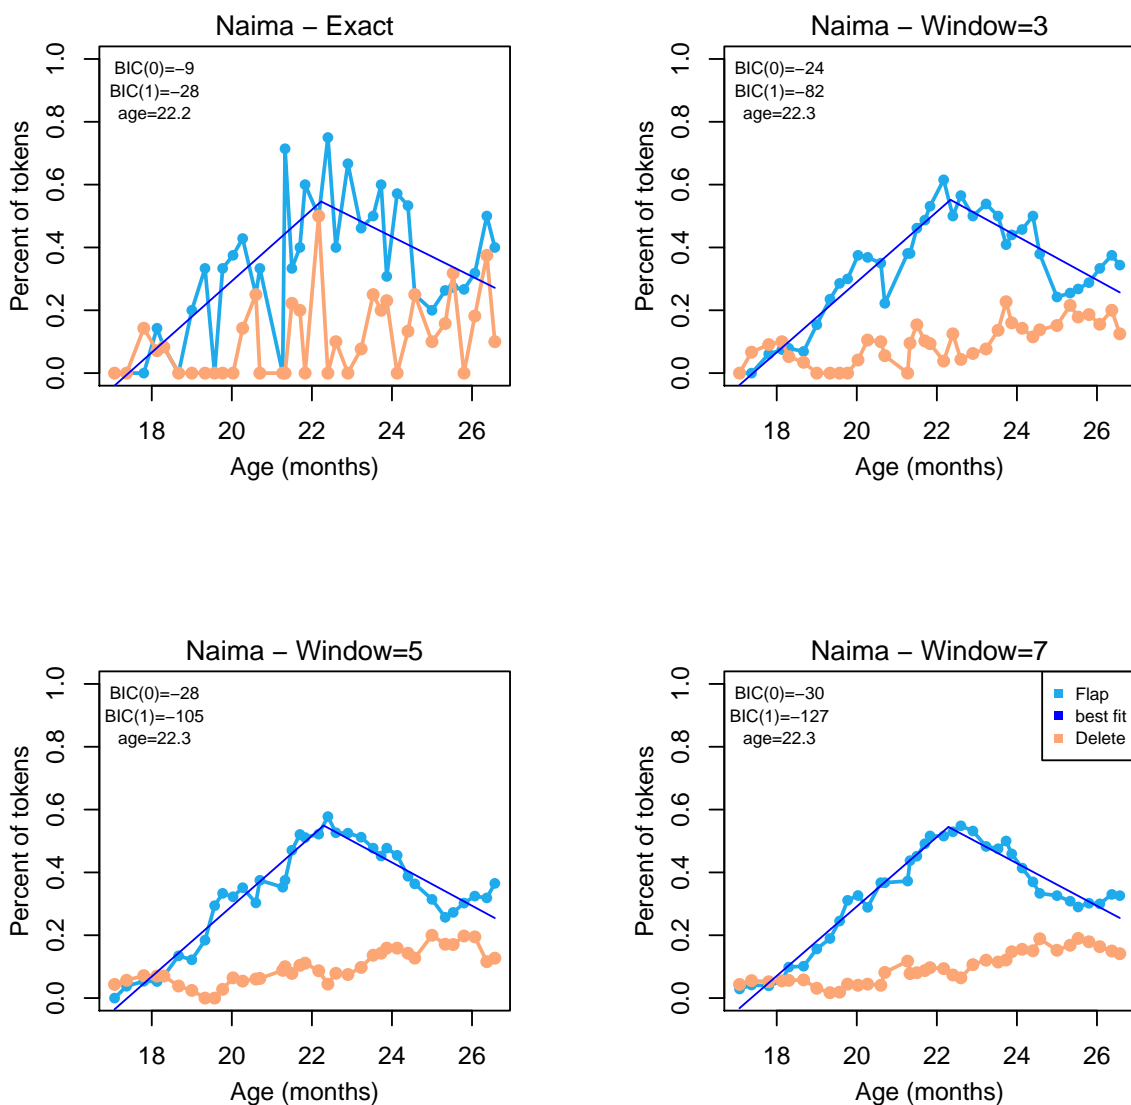 Naima − Exact
BIC(0)=−9
BIC(1)=−28
age=22.2
Percent of tokens
0.0 0.2 0.4 0.6 0.8 1.0
18 20 22 24 26
Age (months)
Naima − Window=3
BIC(0)=−24
BIC(1)=−82
age=22.3
Percent of tokens
0.0 0.2 0.4 0.6 0.8 1.0
18 20 22 24 26
Age (months)
Naima − Window=5
BIC(0)=−28
BIC(1)=−105
age=22.3
Percent of tokens
0.0 0.2 0.4 0.6 0.8 1.0
18 20 22 24 26
Age (months)
Naima − Window=7
BIC(0)=−30
BIC(1)=−127
age=22.3
Flap
best fit
Delete
Percent of tokens
0.0 0.2 0.4 0.6 0.8 1.0
18 20 22 24 26
Age (months)